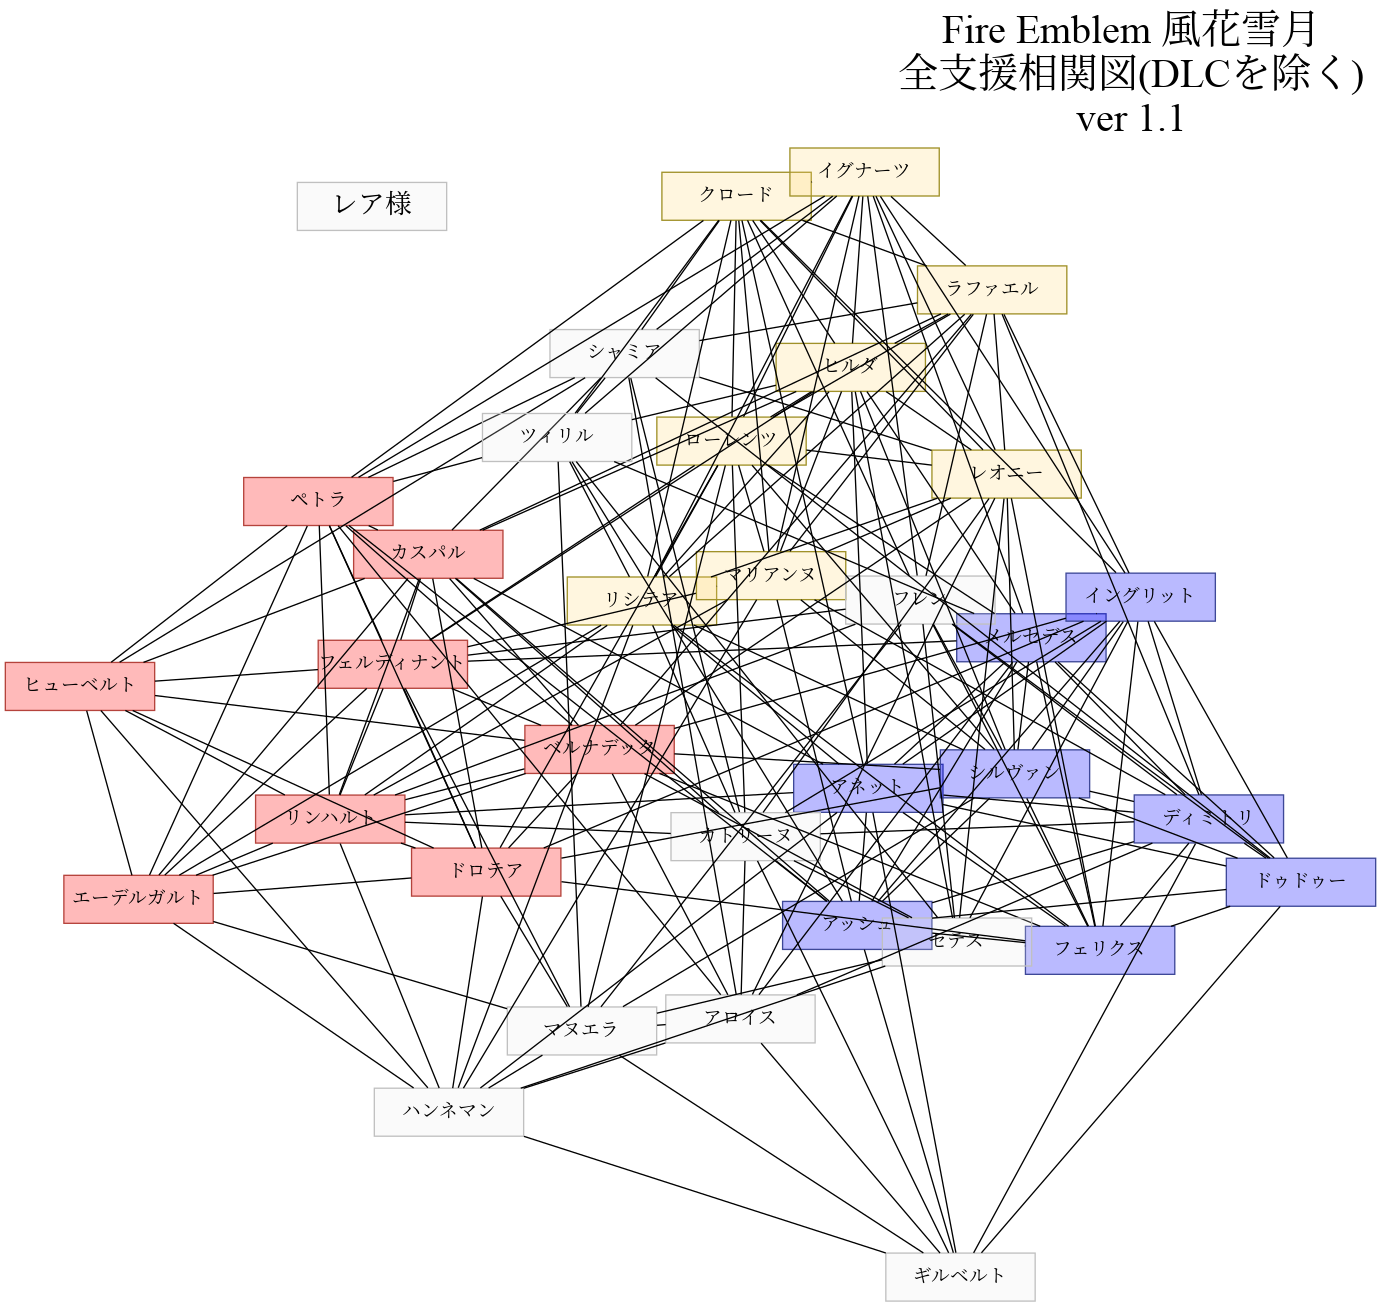 Fire Emblem 風花雪月
全支援相関図(DLCを除く)
ver 1.1
イグナーツ
クロード
レア様
ラファエル
シャミア
ヒルダ
ツィリル
ローレンツ
レオニー
ペトラ
カスパル
マリアンヌ
リシテア
フレン
イングリット
メルセデス
フェルディナント
ヒューベルト
ベルナデッタ
シルヴァン
アネット
リンハルト
ディミトリ
カトリーヌ
ドロテア
ドゥドゥー
エーデルガルト
アッシュ
セテス
フェリクス
アロイス
マヌエラ
ハンネマン
ギルベルト